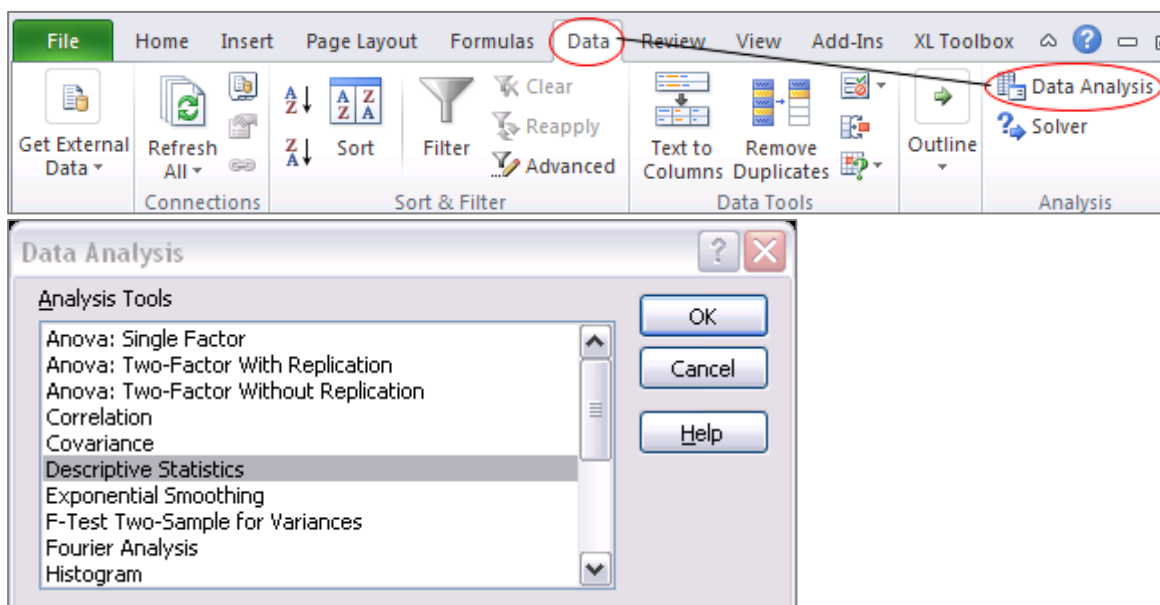 File Home Insert Page Layout Formulas Data Review View Add-Ins XL Toolbox
Get External Data
Refresh All
Connections
Sort
Filter
Clear
Reapply
Advanced
Sort & Filter
Text to Columns
Remove Duplicates
Data Tools
Outline
Data Analysis
Solver
Analysis
Data Analysis
Analysis Tools
Anova: Single Factor
Anova: Two-Factor With Replication
Anova: Two-Factor Without Replication
Correlation
Covariance
Descriptive Statistics
Exponential Smoothing
F-Test Two-Sample for Variances
Fourier Analysis
Histogram
OK
Cancel
Help